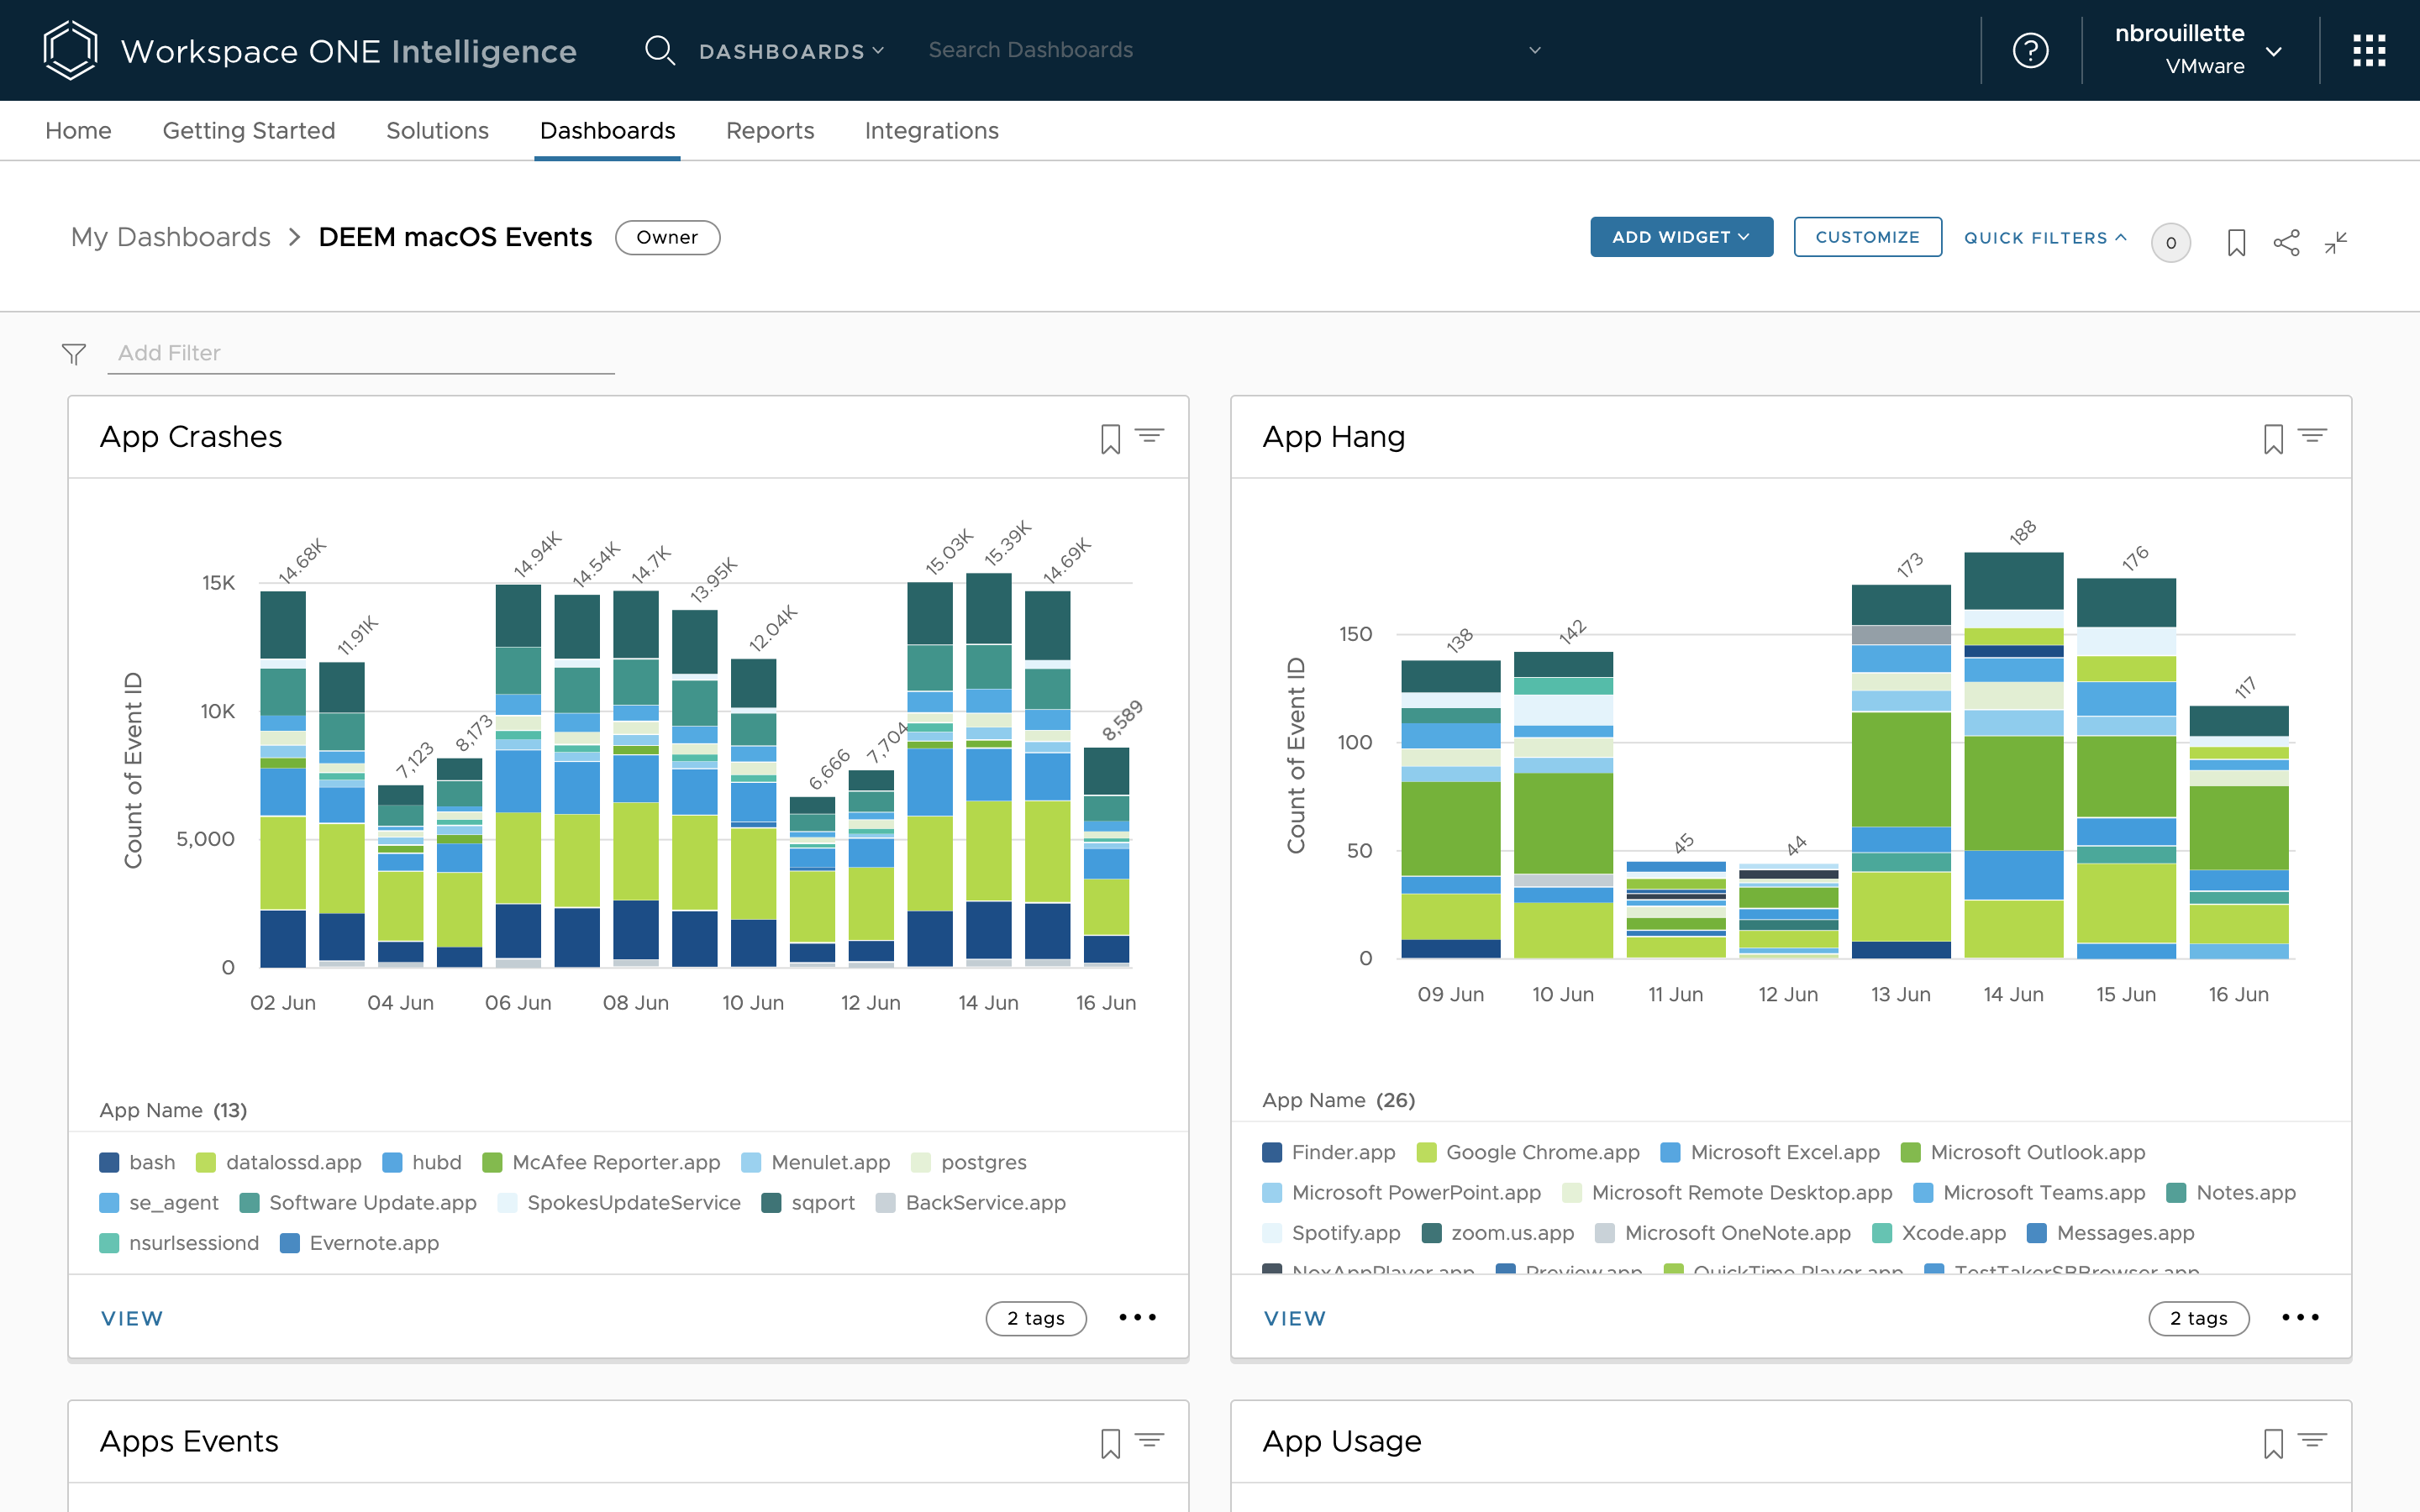 Workspace ONE Intelligence
DASHBOARDS
Search Dashboards
?
nbrouillette
VMware
Home Getting Started Solutions Dashboards Reports Integrations
My Dashboards > DEEM macOS Events Owner
ADD WIDGET CUSTOMIZE QUICK FILTERS 0
Add Filter
App Crashes
Count of Event ID
15K
10K
5,000
0
14.68K 11.91K 7,123 8,173 14.94K 14.54K 14.7K 13.95K 12.04K 6,666 7,704 15.03K 15.39K 14.69K 8,589
02 Jun 04 Jun 06 Jun 08 Jun 10 Jun 12 Jun 14 Jun 16 Jun
App Name (13)
bash datalossd.app hubd McAfee Reporter.app Menulet.app postgres
se_agent Software Update.app SpokesUpdateService sqport BackService.app
nsurlsessiond Evernote.app
VIEW 2 tags
App Hang
Count of Event ID
150
100
50
0
138 142 45 44 173 188 176 117
09 Jun 10 Jun 11 Jun 12 Jun 13 Jun 14 Jun 15 Jun 16 Jun
App Name (26)
Finder.app Google Chrome.app Microsoft Excel.app Microsoft Outlook.app
Microsoft PowerPoint.app Microsoft Remote Desktop.app Microsoft Teams.app Notes.app
Spotify.app zoom.us.app Microsoft OneNote.app Xcode.app Messages.app
NoxAppPlayer.app Preview.app QuickTime Player.app TestTakerSBBrowser.app
VIEW 2 tags
Apps Events
App Usage